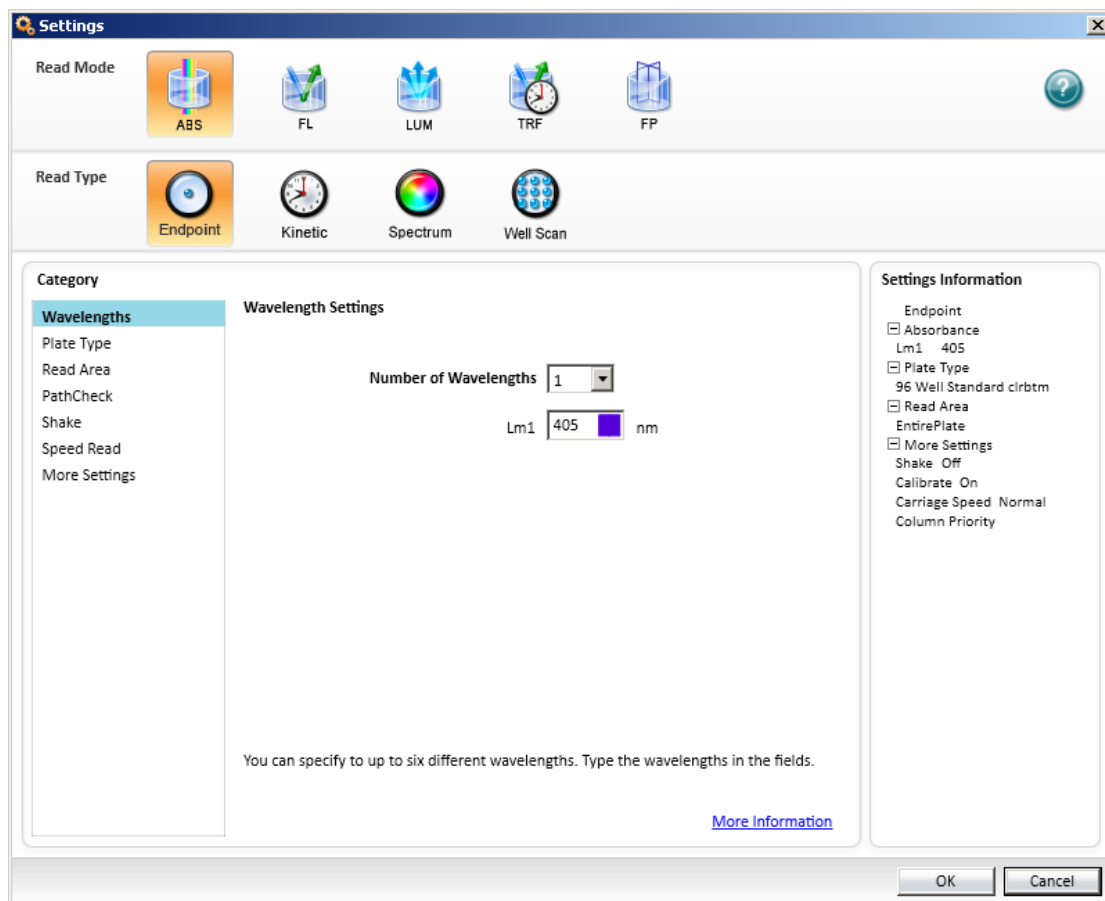 Settings
Read Mode
ABS FL LUM TRF FP
?
Read Type
Endpoint Kinetic Spectrum Well Scan
Category
Wavelengths
Plate Type
Read Area
PathCheck
Shake
Speed Read
More Settings
Wavelength Settings
Number of Wavelengths 1
Lm1 405 nm
You can specify to up to six different wavelengths. Type the wavelengths in the fields.
More Information
Settings Information
Endpoint
Absorbance
Lm1 405
Plate Type
96 Well Standard clrbtm
Read Area
EntirePlate
More Settings
Shake Off
Calibrate On
Carriage Speed Normal
Column Priority
OK Cancel